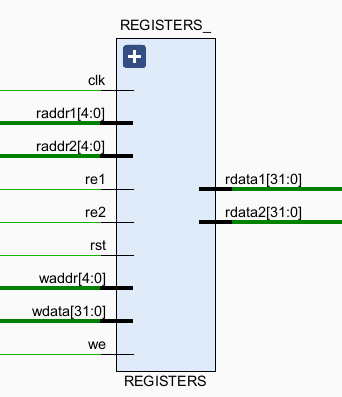 REGISTERS_
clk
raddr1[4:0]
raddr2[4:0]
re1
rdata1[31:0]
re2
rdata2[31:0]
rst
waddr[4:0]
wdata[31:0]
we
REGISTERS